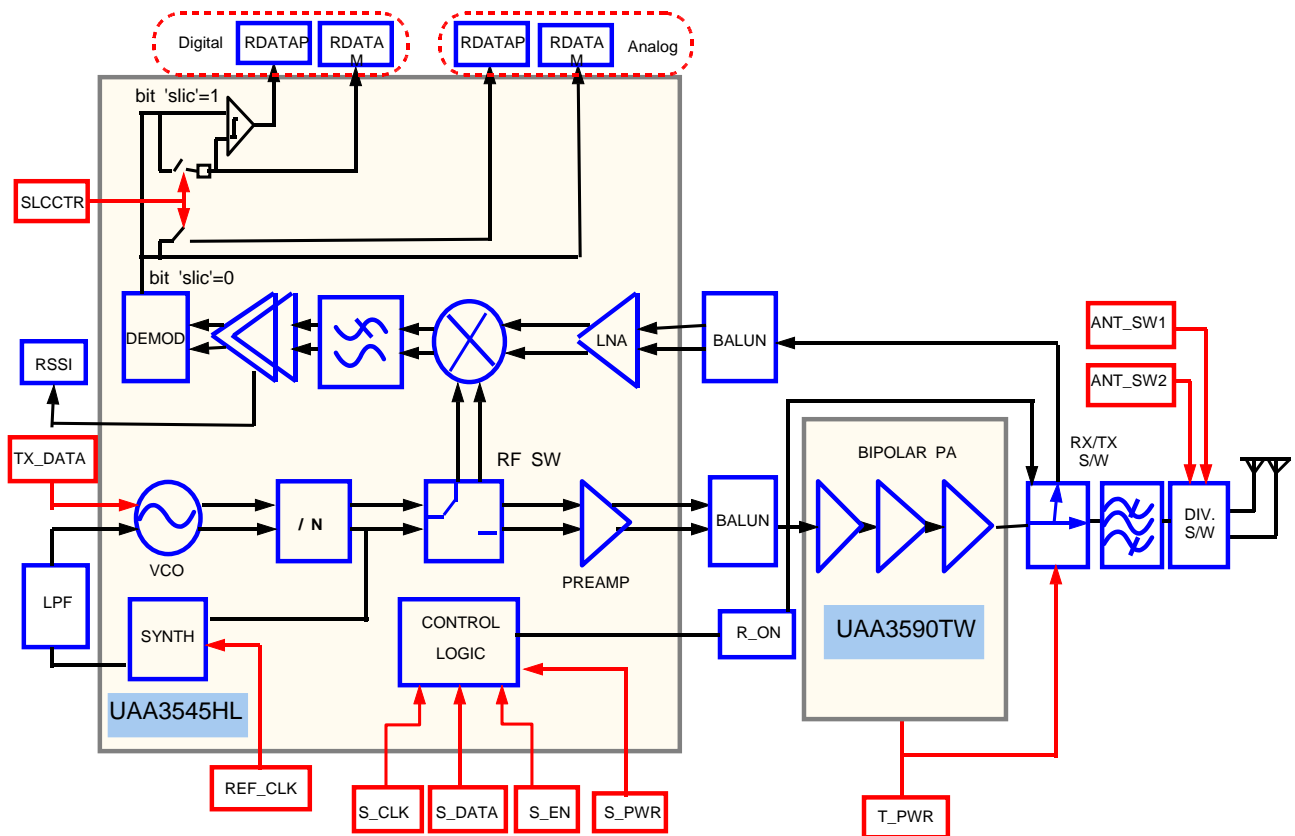 Digital
RDATAP
RDATA
M
RDATAP
RDATA
M
Analog
bit 'slic'=1
SLCCTR
bit 'slic'=0
DEMOD
LNA
BALUN
ANT_SW1
RSSI
ANT_SW2
TX_DATA
RF SW
BIPOLAR PA
RX/TX
S/W
/ N
BALUN
DIV.
S/W
VCO
PREAMP
LPF
SYNTH
CONTROL
LOGIC
R_ON
UAA3590TW
UAA3545HL
REF_CLK
S_CLK
S_DATA
S_EN
S_PWR
T_PWR